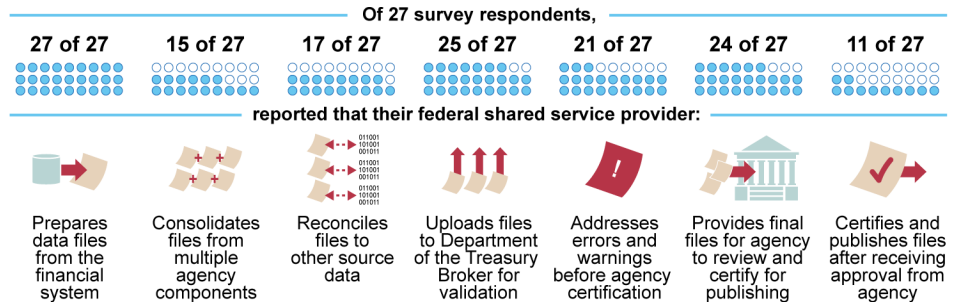 Of 27 survey respondents,
27 of 27
15 of 27
17 of 27
25 of 27
21 of 27
24 of 27
11 of 27
reported that their federal shared service provider:
011001
101001
001011
011001
101001
001011
011001
101001
001011
!
Prepares
data files
from the
financial
system
Consolidates
files from
multiple
agency
components
Reconciles
files to
other source
data
Uploads files
to Department
of the Treasury
Broker for
validation
Addresses
errors and
warnings
before agency
certification
Provides final
files for agency
to review and
certify for
publishing
Certifies and
publishes files
after receiving
approval from
agency